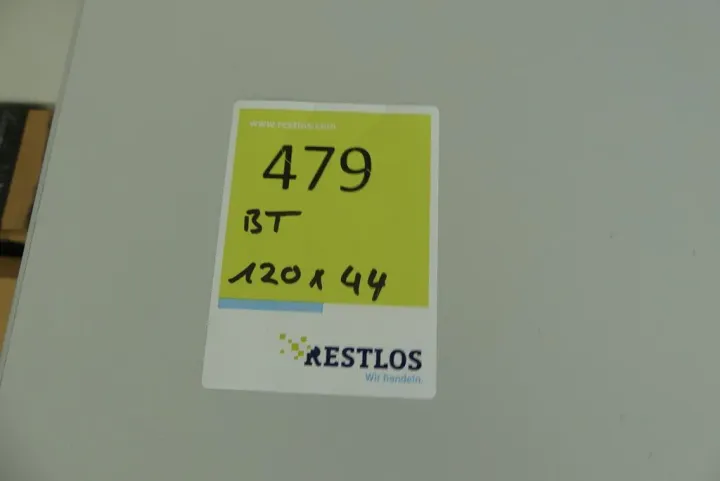 www.restlos.com
479
BT
120 x 44
RESTLOS
Wir handeln.